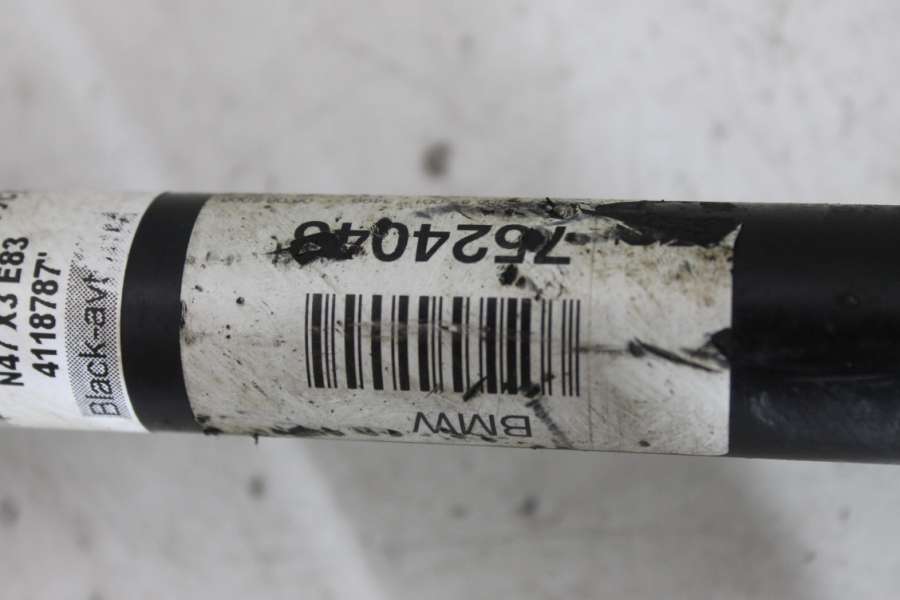 N47 X3 E83
4118787'
Black-avt
BMW
7524048